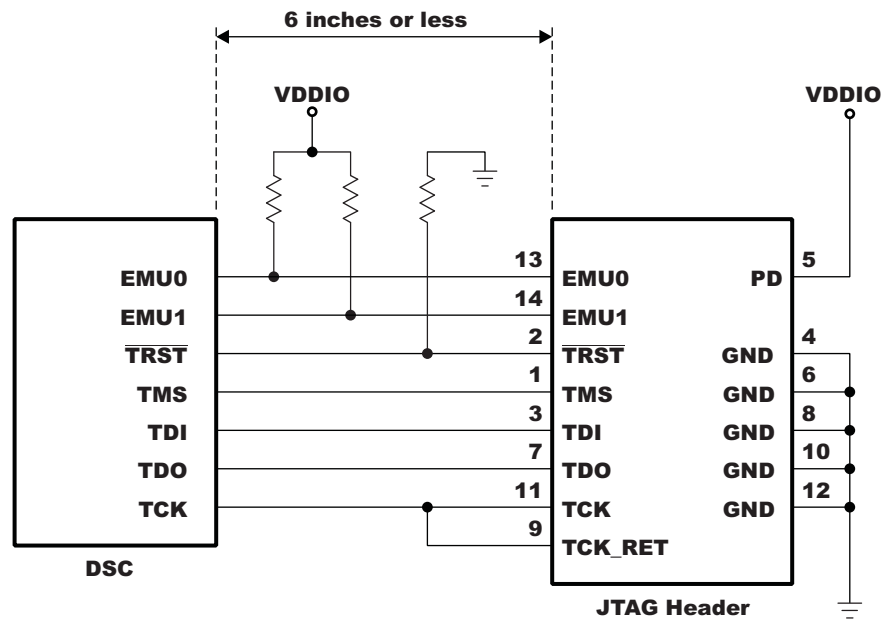 6 inches or less
VDDIO
VDDIO
13
5
EMU0
EMU0
PD
14
EMU1
EMU1
2
4
TRST
TRST
GND
1
6
TMS
TMS
GND
3
8
TDI
TDI
GND
7
10
TDO
TDO
GND
11
12
TCK
TCK
GND
9
TCK_RET
DSC
JTAG Header